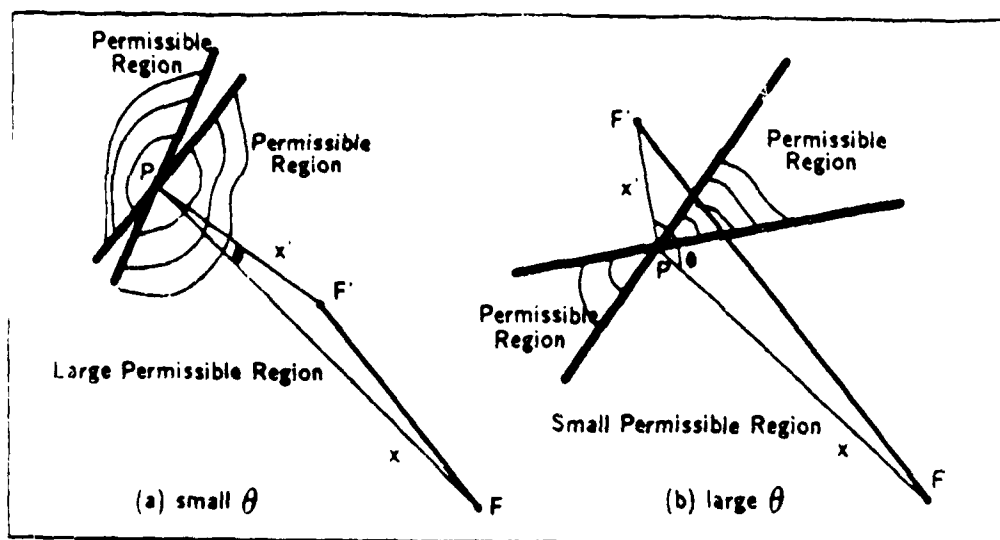 Permissible
Region
Permissible
Region
P
x'
θ
F'
Large Permissible Region
x
F
(a) small θ
F'
Permissible
Region
x'
P
θ
Permissible
Region
Small Permissible Region
x
F
(b) large θ